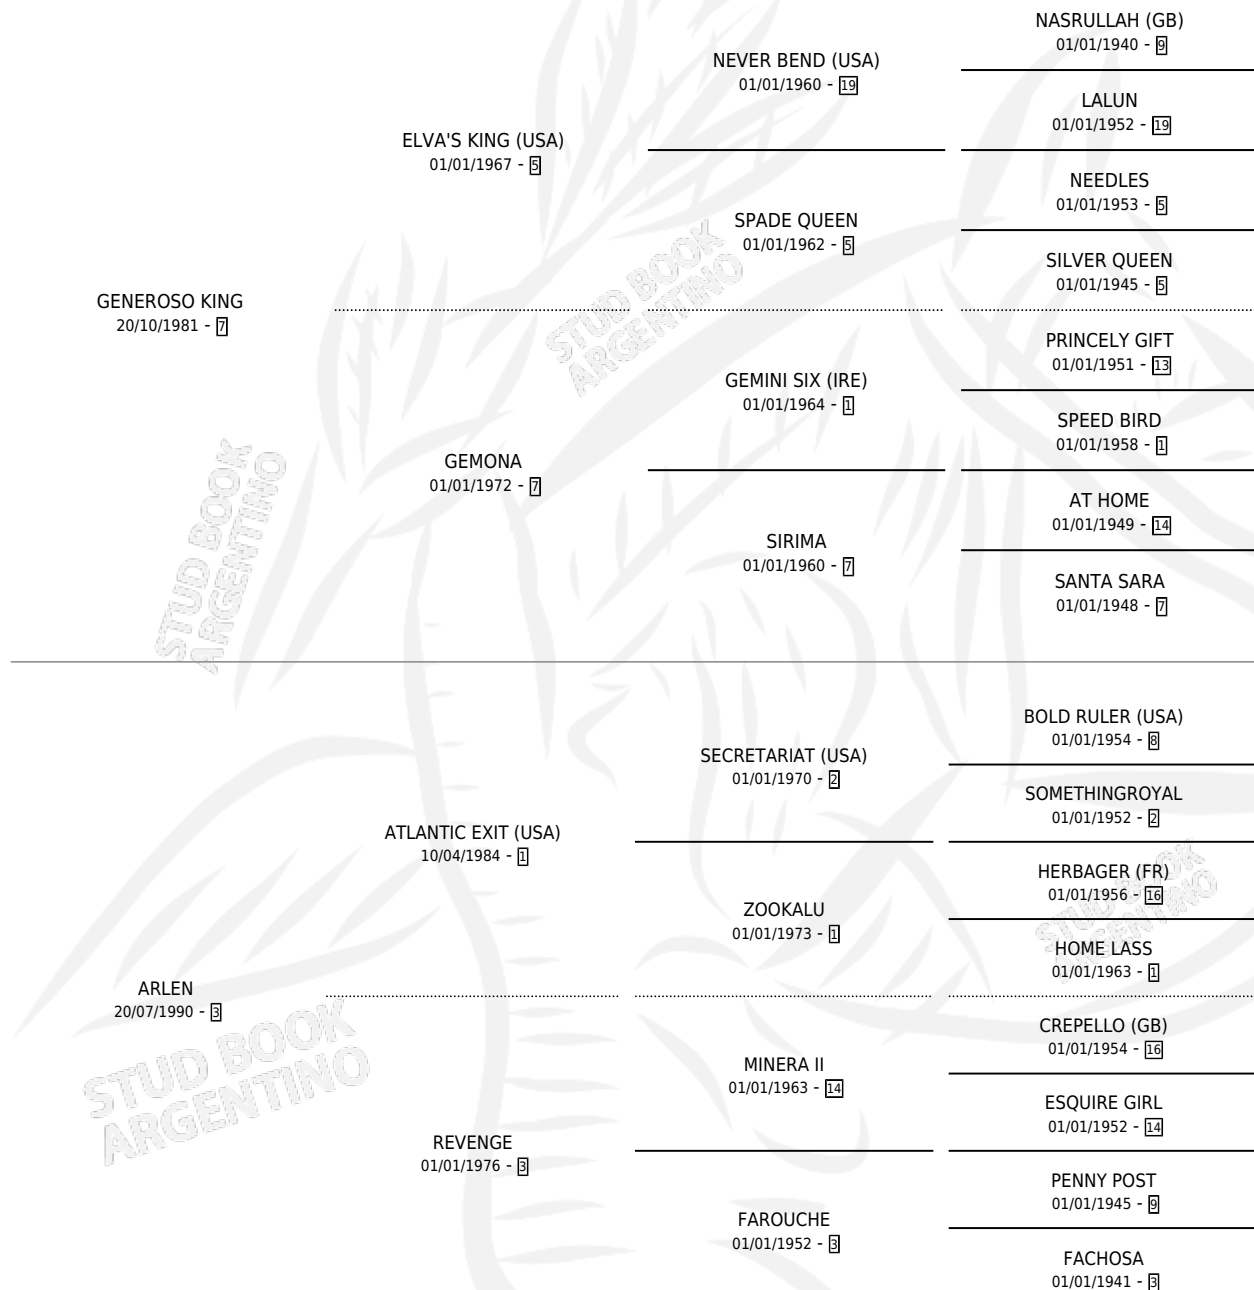 NASRULLAH (GB)
01/01/1940 - 9
NEVER BEND (USA)
01/01/1960 - 19
LALUN
01/01/1952 - 19
ELVA'S KING (USA)
01/01/1967 - 5
NEEDLES
01/01/1953 - 5
SPADE QUEEN
01/01/1962 - 5
SILVER QUEEN
01/01/1945 - 5
GENEROSO KING
20/10/1981 - 7
PRINCELY GIFT
01/01/1951 - 13
GEMINI SIX (IRE)
01/01/1964 - 1
SPEED BIRD
01/01/1958 - 1
GEMONA
01/01/1972 - 7
AT HOME
01/01/1949 - 14
SIRIMA
01/01/1960 - 7
SANTA SARA
01/01/1948 - 7
BOLD RULER (USA)
01/01/1954 - 8
SECRETARIAT (USA)
01/01/1970 - 2
SOMETHINGROYAL
01/01/1952 - 2
ATLANTIC EXIT (USA)
10/04/1984 - 1
HERBAGER (FR)
01/01/1956 - 16
ZOOKALU
01/01/1973 - 1
HOME LASS
01/01/1963 - 1
ARLEN
20/07/1990 - 3
CREPELLO (GB)
01/01/1954 - 16
MINERA II
01/01/1963 - 14
ESQUIRE GIRL
01/01/1952 - 14
REVENGE
01/01/1976 - 3
PENNY POST
01/01/1945 - 9
FAROUCHE
01/01/1952 - 3
FACHOSA
01/01/1941 - 3
STUD BOOK
ARGENTINO
STUD BOOK
ARGENTINO
STUD BOOK
ARGENTINO
STUD BOOK
ARGENTINO